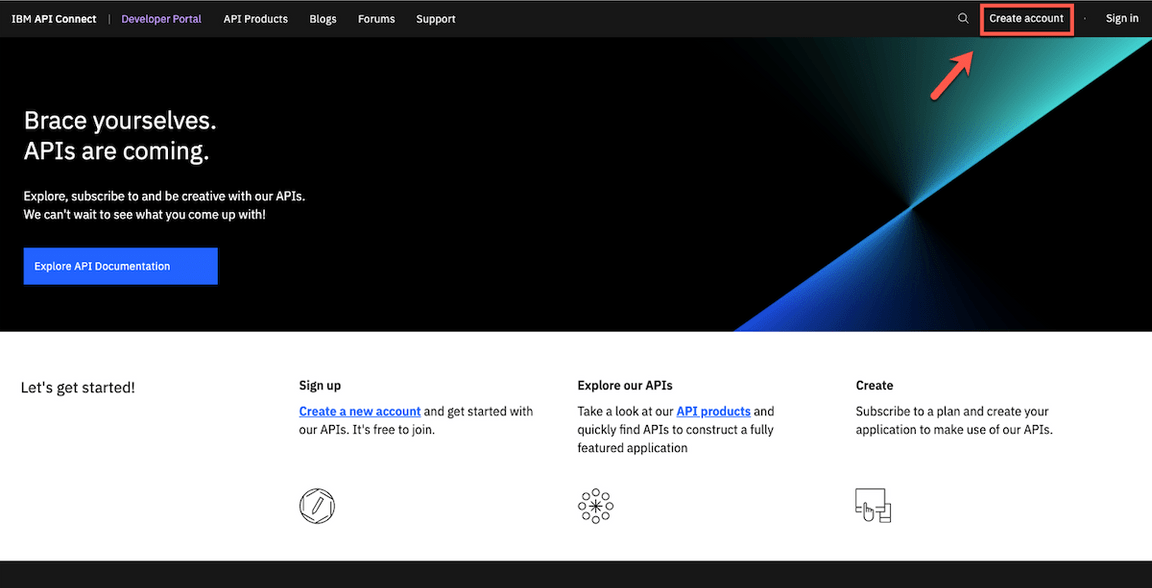 IBM API Connect | Developer Portal API Products Blogs Forums Support Create account Sign in
Brace yourselves.
APIs are coming.
Explore, subscribe to and be creative with our APIs.
We can't wait to see what you come up with!
Explore API Documentation
Let's get started!
Sign up
Create a new account and get started with
our APIs. It's free to join.
Explore our APIs
Take a look at our API products and
quickly find APIs to construct a fully
featured application
Create
Subscribe to a plan and create your
application to make use of our APIs.